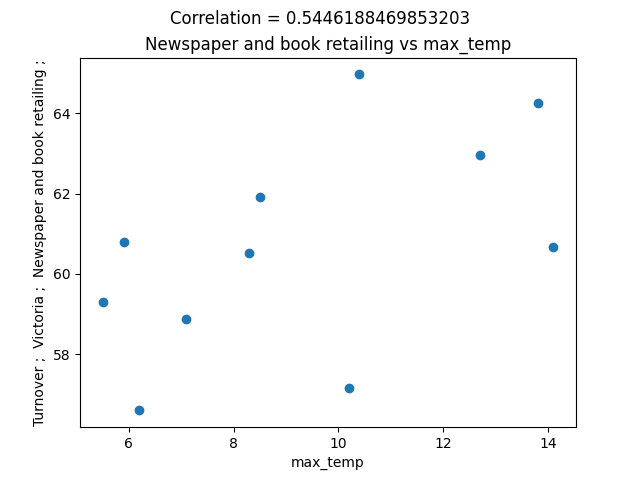 Correlation = 0.5446188469853203
Newspaper and book retailing vs max_temp
Turnover ;  Victoria ;  Newspaper and book retailing ;
64
62
60
58
6
8
10
12
14
max_temp